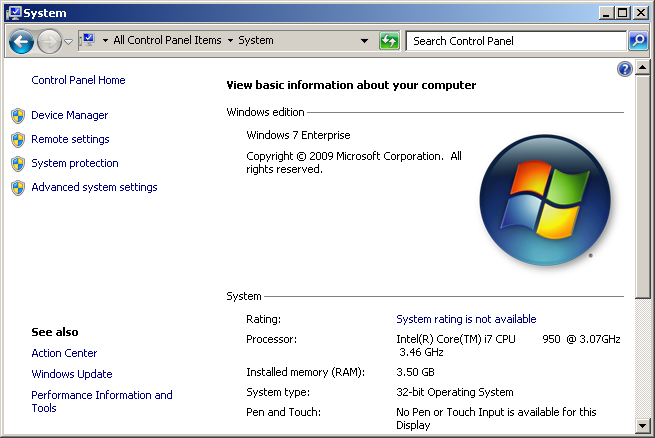 System
All Control Panel Items
System
Search Control Panel
Control Panel Home
Device Manager
Remote settings
System protection
Advanced system settings
See also
Action Center
Windows Update
Performance Information and
Tools
View basic information about your computer
Windows edition
Windows 7 Enterprise
Copyright © 2009 Microsoft Corporation. All
rights reserved.
System
Rating: System rating is not available
Processor: Intel(R) Core(TM) i7 CPU 950 @ 3.07GHz
3.46 GHz
Installed memory (RAM): 3.50 GB
System type: 32-bit Operating System
Pen and Touch: No Pen or Touch Input is available for this
Display